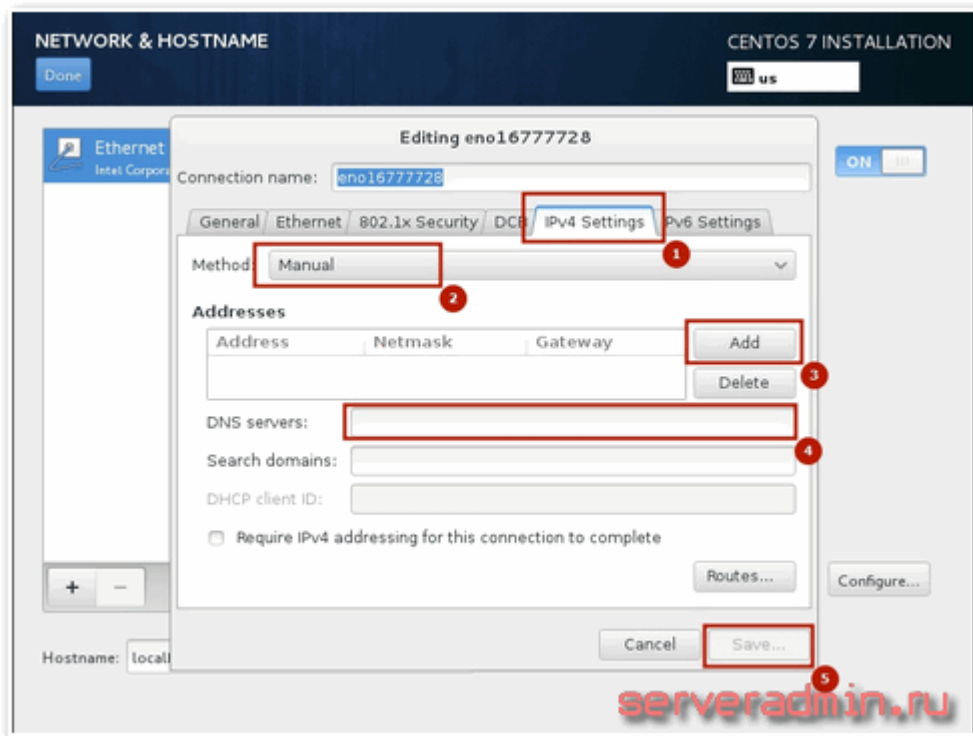 NETWORK & HOSTNAME
CENTOS 7 INSTALLATION
Done
us
Editing eno16777728
Ethernet
Intel Corpora
ON
Connection name: eno16777728
General Ethernet 802.1x Security DCB IPv4 Settings Pv6 Settings
1
Method: Manual
2
Addresses
Address Netmask Gateway Add
3
Delete
DNS servers:
4
Search domains:
DHCP client ID:
Require IPv4 addressing for this connection to complete
Routes...
Configure...
+ −
Cancel Save...
Hostname: locall
5
serveradmin.ru